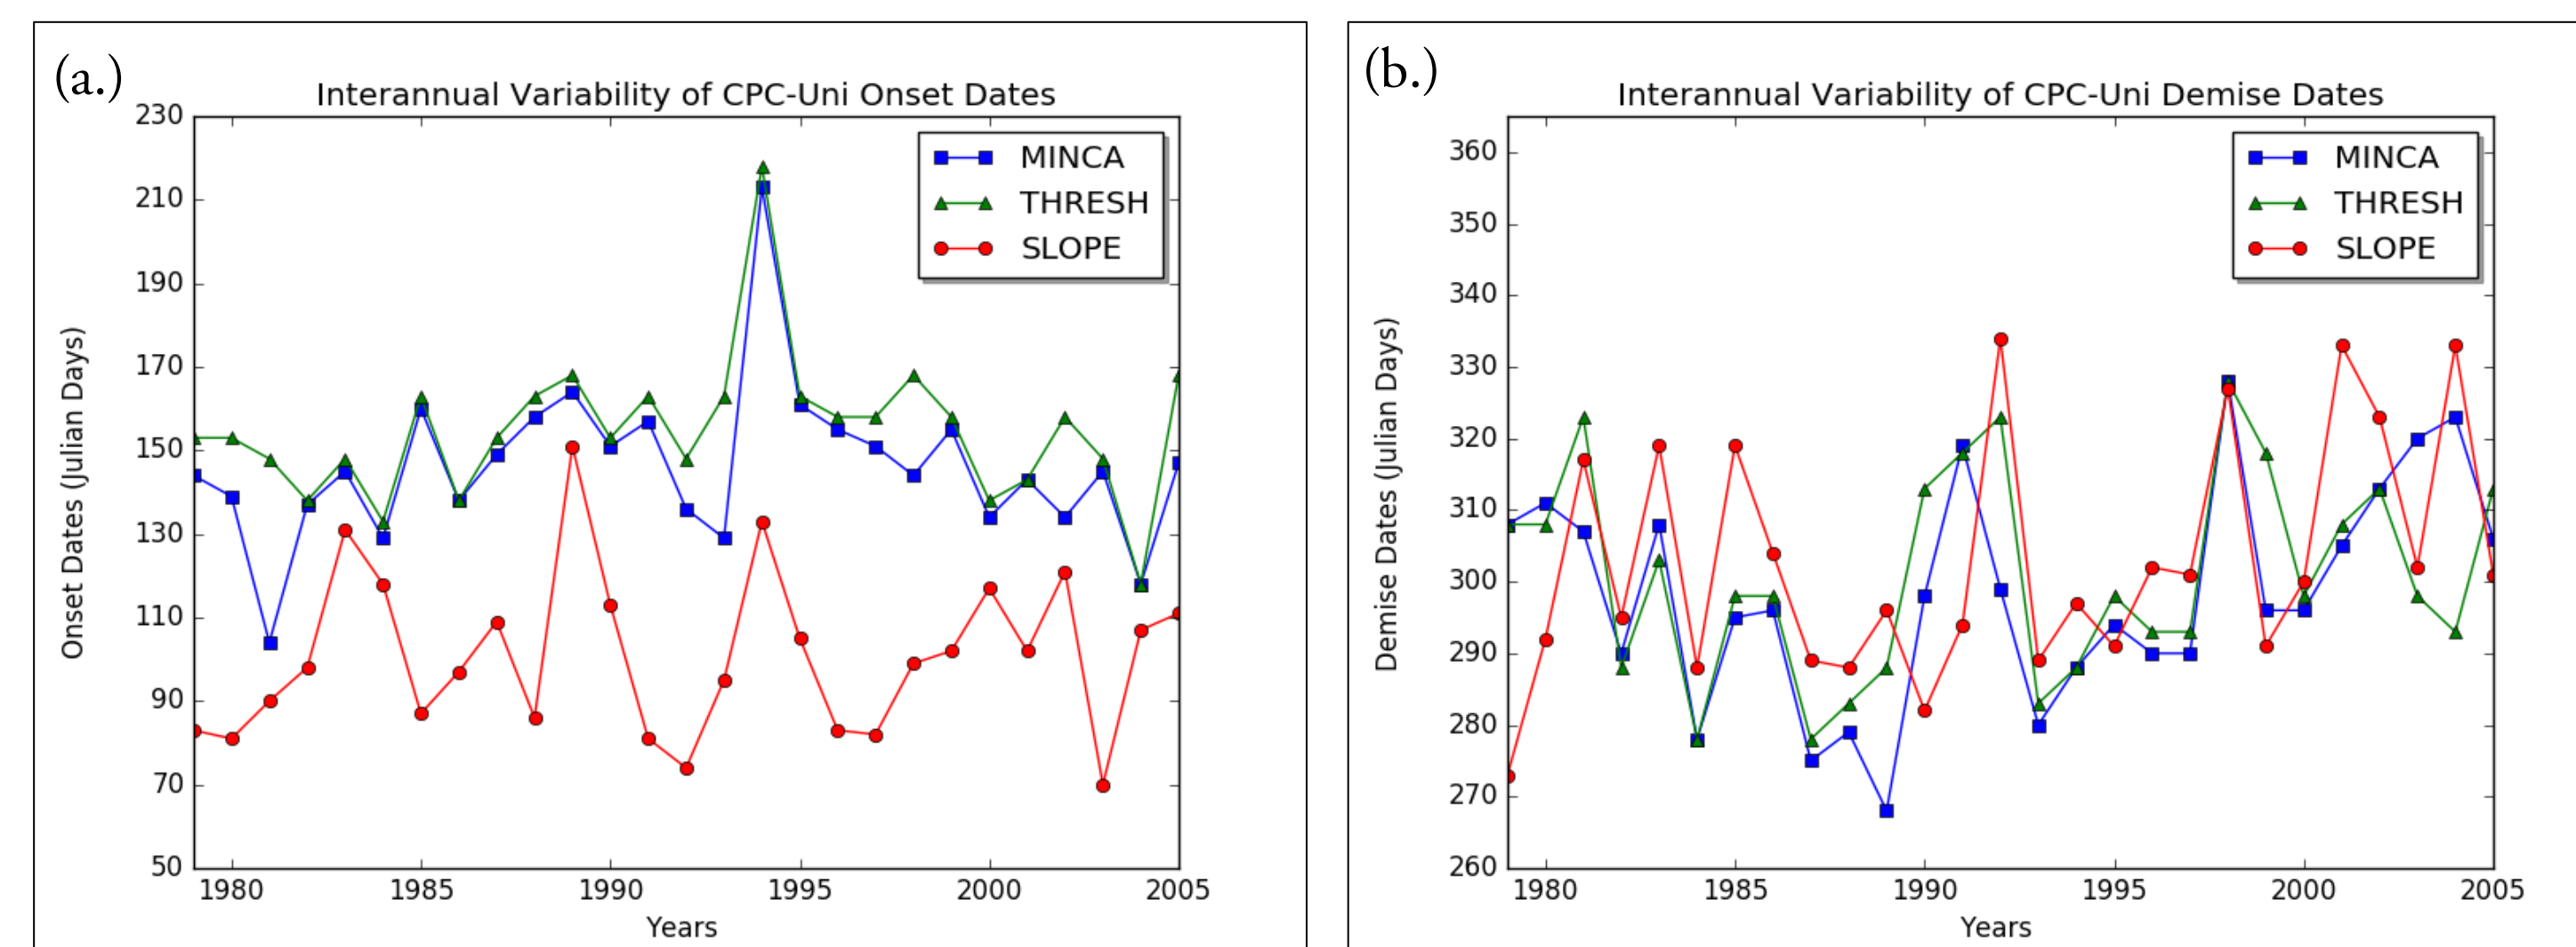 (a.)
Interannual Variability of CPC-Uni Onset Dates
230
210
190
170
150
130
110
90
70
50
Onset Dates (Julian Days)
MINCA
THRESH
SLOPE
1980 1985 1990 1995 2000 2005
Years
(b.)
Interannual Variability of CPC-Uni Demise Dates
360
350
340
330
320
310
300
290
280
270
260
Demise Dates (Julian Days)
MINCA
THRESH
SLOPE
1980 1985 1990 1995 2000 2005
Years